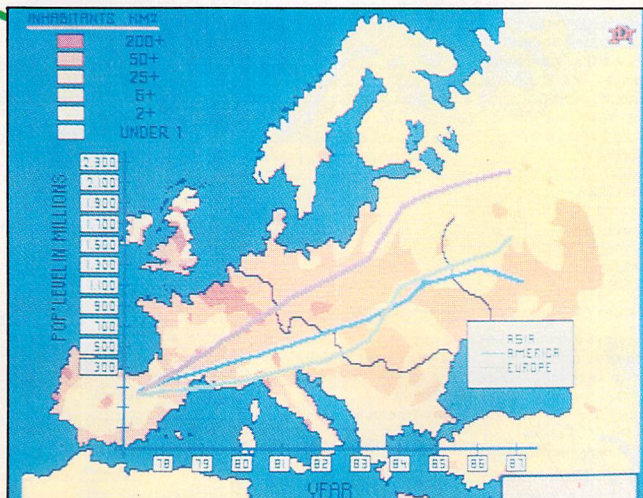 INHABITANTS KM²
200+
50+
25+
6+
2+
UNDER 1
POP'LEVEL IN MILLIONS
2.300
2.100
1.900
1.700
1.500
1.300
1.100
900
700
500
300
ASIA
AMERICA
EUROPE
78 79 80 81 82 83 84 85 86 87
YEAR